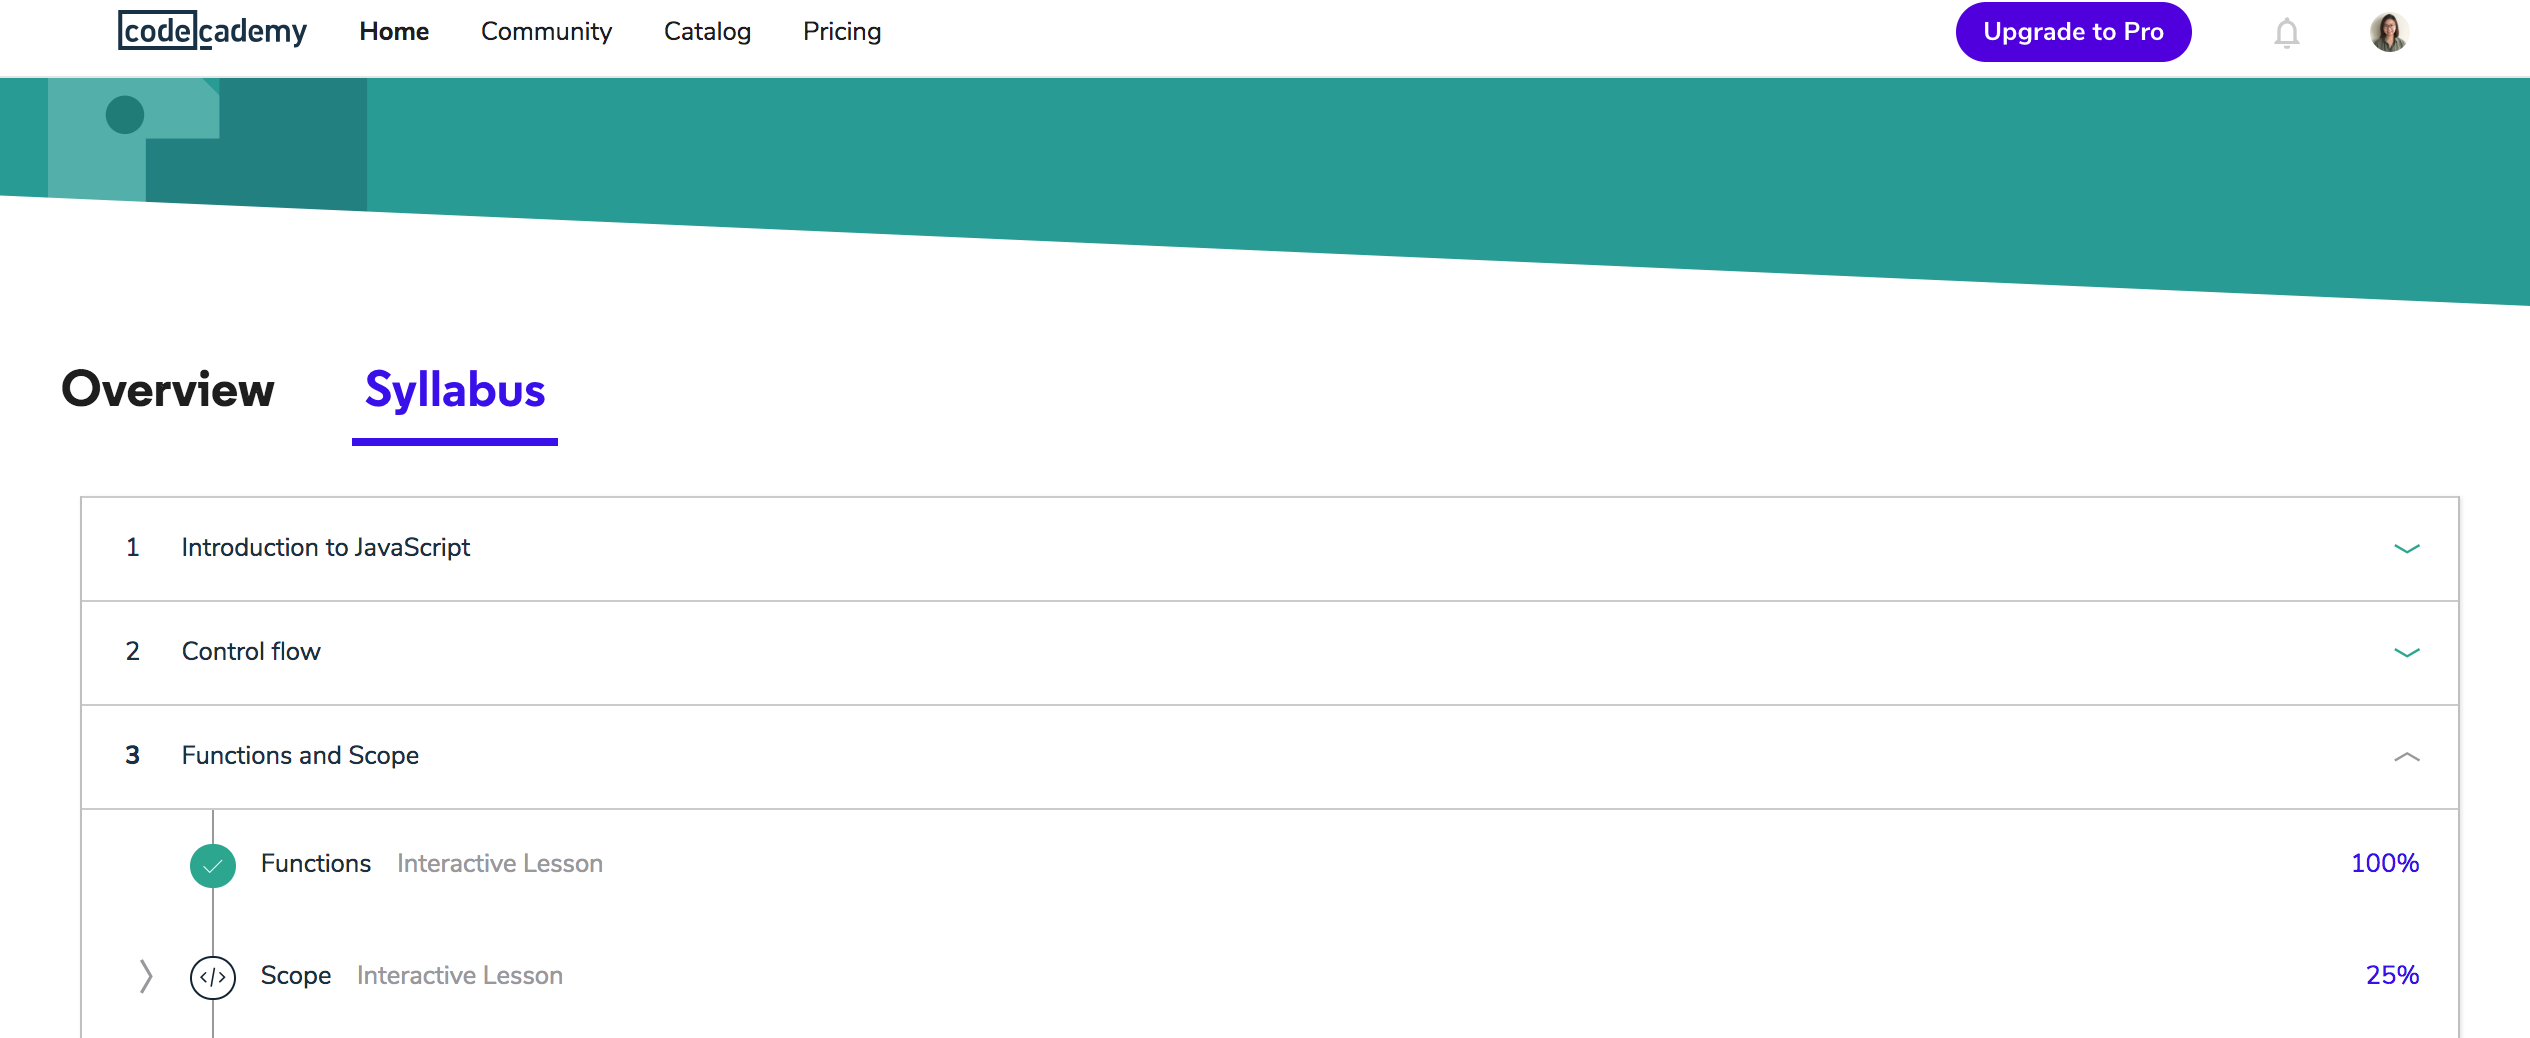 codecademy Home Community Catalog Pricing Upgrade to Pro
Overview Syllabus
1 Introduction to JavaScript
2 Control flow
3 Functions and Scope
Functions Interactive Lesson 100%
</> Scope Interactive Lesson 25%